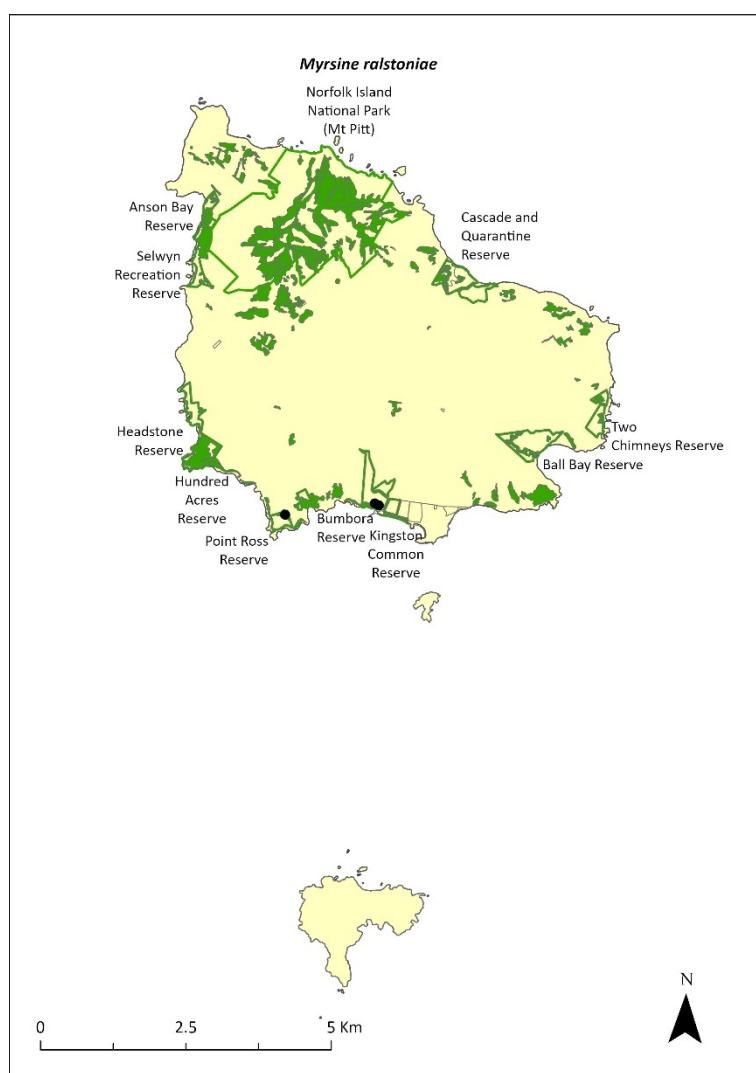 Myrsine ralstoniae
Norfolk Island
National Park
(Mt Pitt)
Anson Bay
Reserve
Selwyn
Recreation
Reserve
Cascade and
Quarantine
Reserve
Headstone
Reserve
Hundred
Acres
Reserve
Point Ross
Reserve
Bumbora
Reserve
Kingston
Common
Reserve
Two
Chimneys Reserve
Ball Bay Reserve
N
0 2.5 5 Km